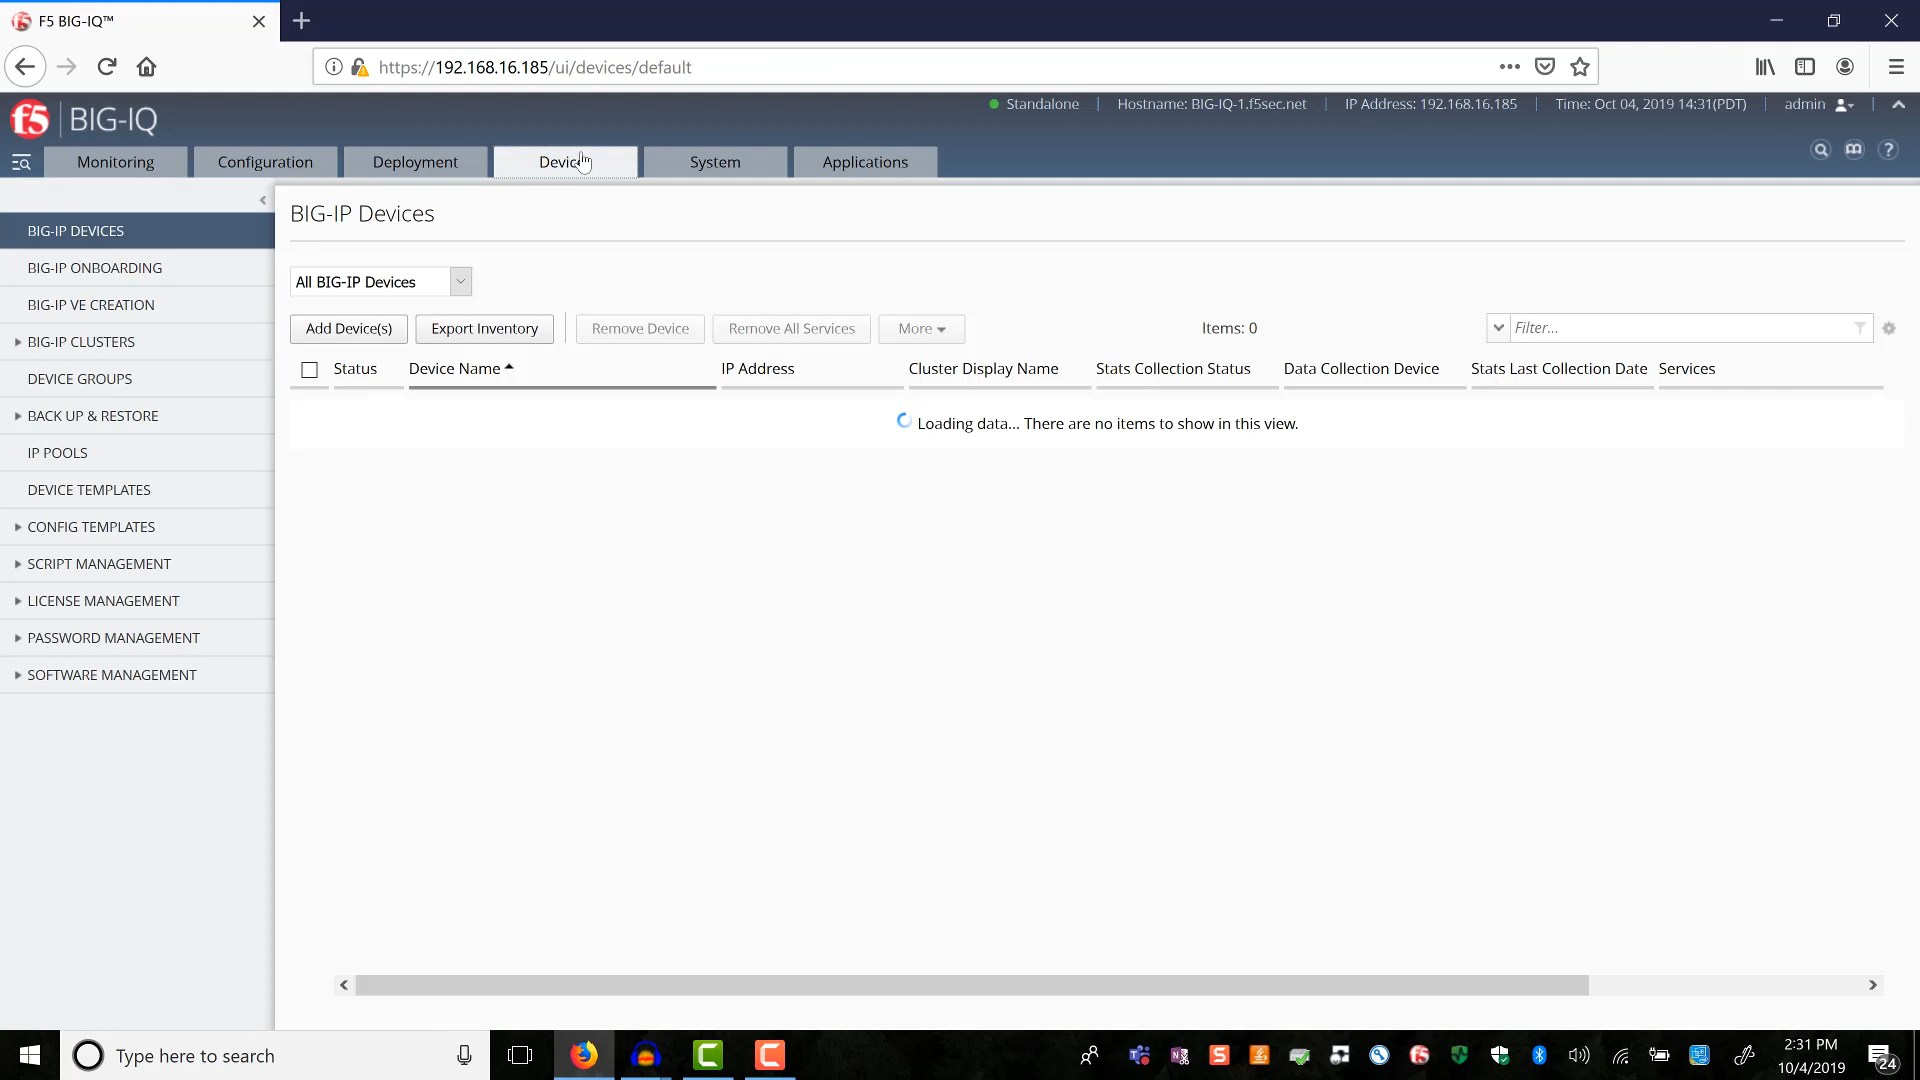 F5 BIG-IQ™
https://192.168.16.185/ui/devices/default
f5 BIG-IQ
Standalone Hostname: BIG-IQ-1.f5sec.net IP Address: 192.168.16.185 Time: Oct 04, 2019 14:31(PDT) admin
Monitoring Configuration Deployment Devic System Applications ?
BIG-IP Devices
BIG-IP DEVICES
BIG-IP ONBOARDING
BIG-IP VE CREATION
BIG-IP CLUSTERS
DEVICE GROUPS
BACK UP & RESTORE
IP POOLS
DEVICE TEMPLATES
CONFIG TEMPLATES
SCRIPT MANAGEMENT
LICENSE MANAGEMENT
PASSWORD MANAGEMENT
SOFTWARE MANAGEMENT
All BIG-IP Devices
Add Device(s) Export Inventory Remove Device Remove All Services More Items: 0 Filter...
Status Device Name IP Address Cluster Display Name Stats Collection Status Data Collection Device Stats Last Collection Date Services
Loading data... There are no items to show in this view.
Type here to search
2:31 PM
10/4/2019
24